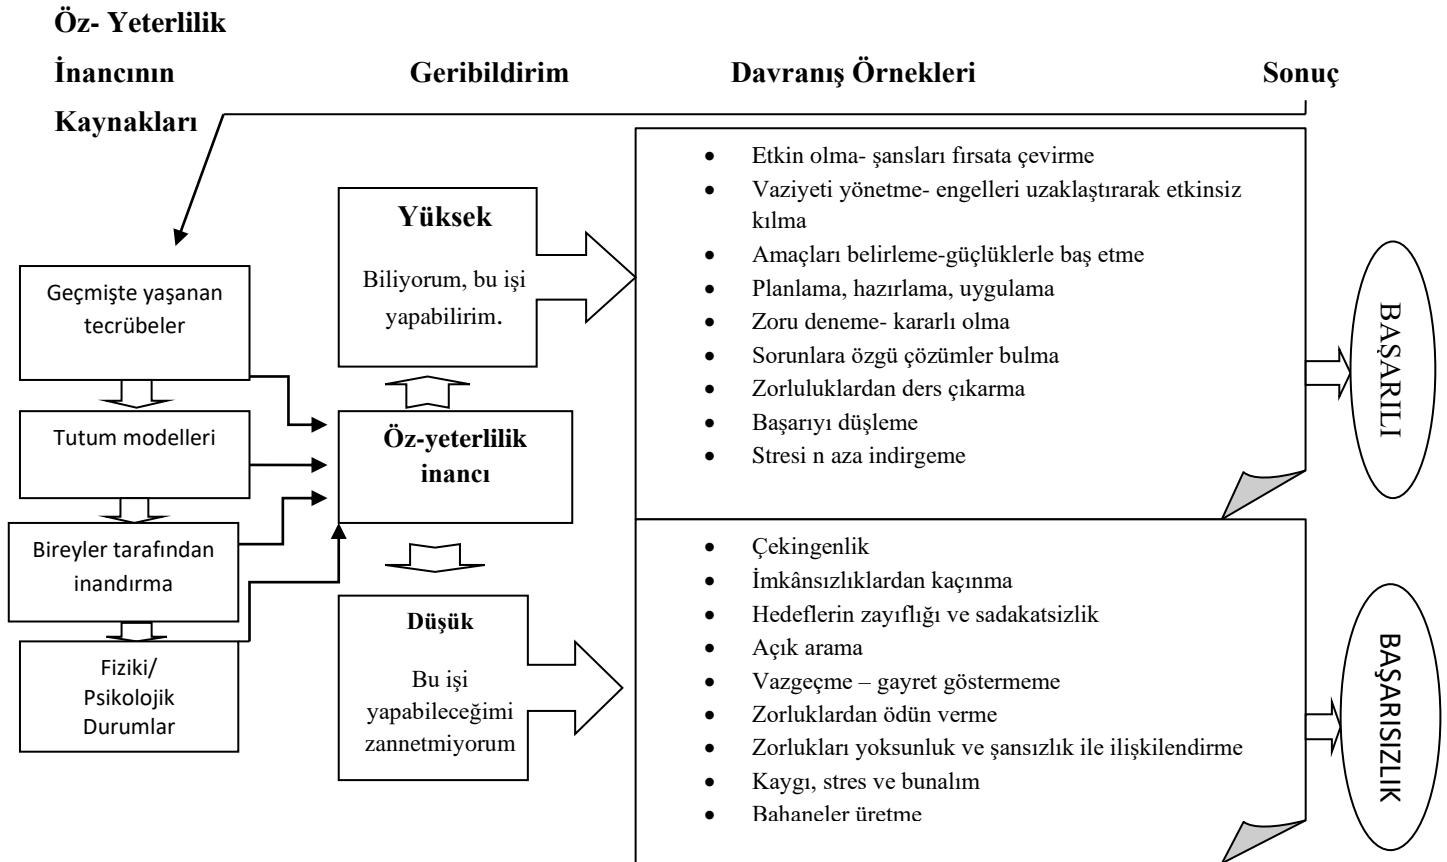 Öz- Yeterlilik
İnancının
Kaynakları
Geribildirim
Davranış Örnekleri
Sonuç
Geçmişte yaşanan
tecrübeler
Tutum modelleri
Bireyler tarafından
inandırma
Fiziki/
Psikolojik
Durumlar
Yüksek
Biliyorum, bu işi
yapabilirim.
Öz-yeterlilik
inancı
Düşük
Bu işi
yapabileceğimi
zannetmiyorum
• Etkin olma- şansları fırsata çevirme
• Vaziyeti yönetme- engelleri uzaklaştırarak etkinsiz
kılma
• Amaçları belirleme-güçlüklerle baş etme
• Planlama, hazırlama, uygulama
• Zoru deneme- kararlı olma
• Sorunlara özgü çözümler bulma
• Zorluluklardan ders çıkarma
• Başarıyı düşleme
• Stresi n aza indirgeme
• Çekingenlik
• İmkânsızlıklardan kaçınma
• Hedeflerin zayıflığı ve sadakatsizlik
• Açık arama
• Vazgeçme – gayret göstermeme
• Zorluklardan ödün verme
• Zorlukları yoksunluk ve şansızlık ile ilişkilendirme
• Kaygı, stres ve bunalım
• Bahaneler üretme
BAŞARILI
BAŞARISIZLIK